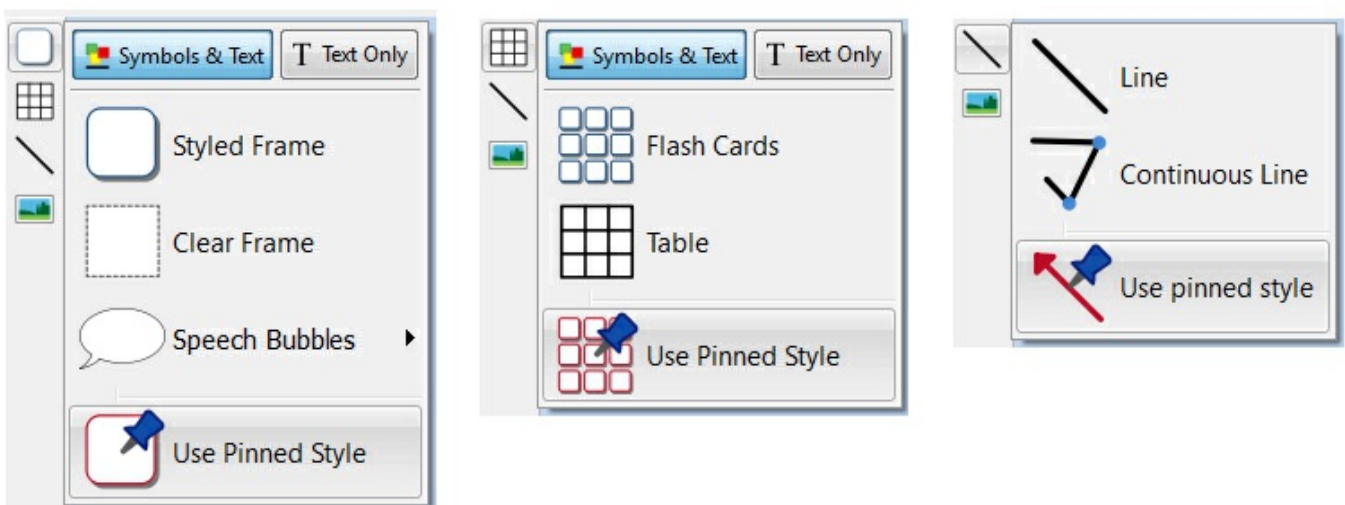 Symbols & Text
T Text Only
Styled Frame
Clear Frame
Speech Bubbles
Use Pinned Style
Symbols & Text
T Text Only
Flash Cards
Table
Use Pinned Style
Line
Continuous Line
Use pinned style